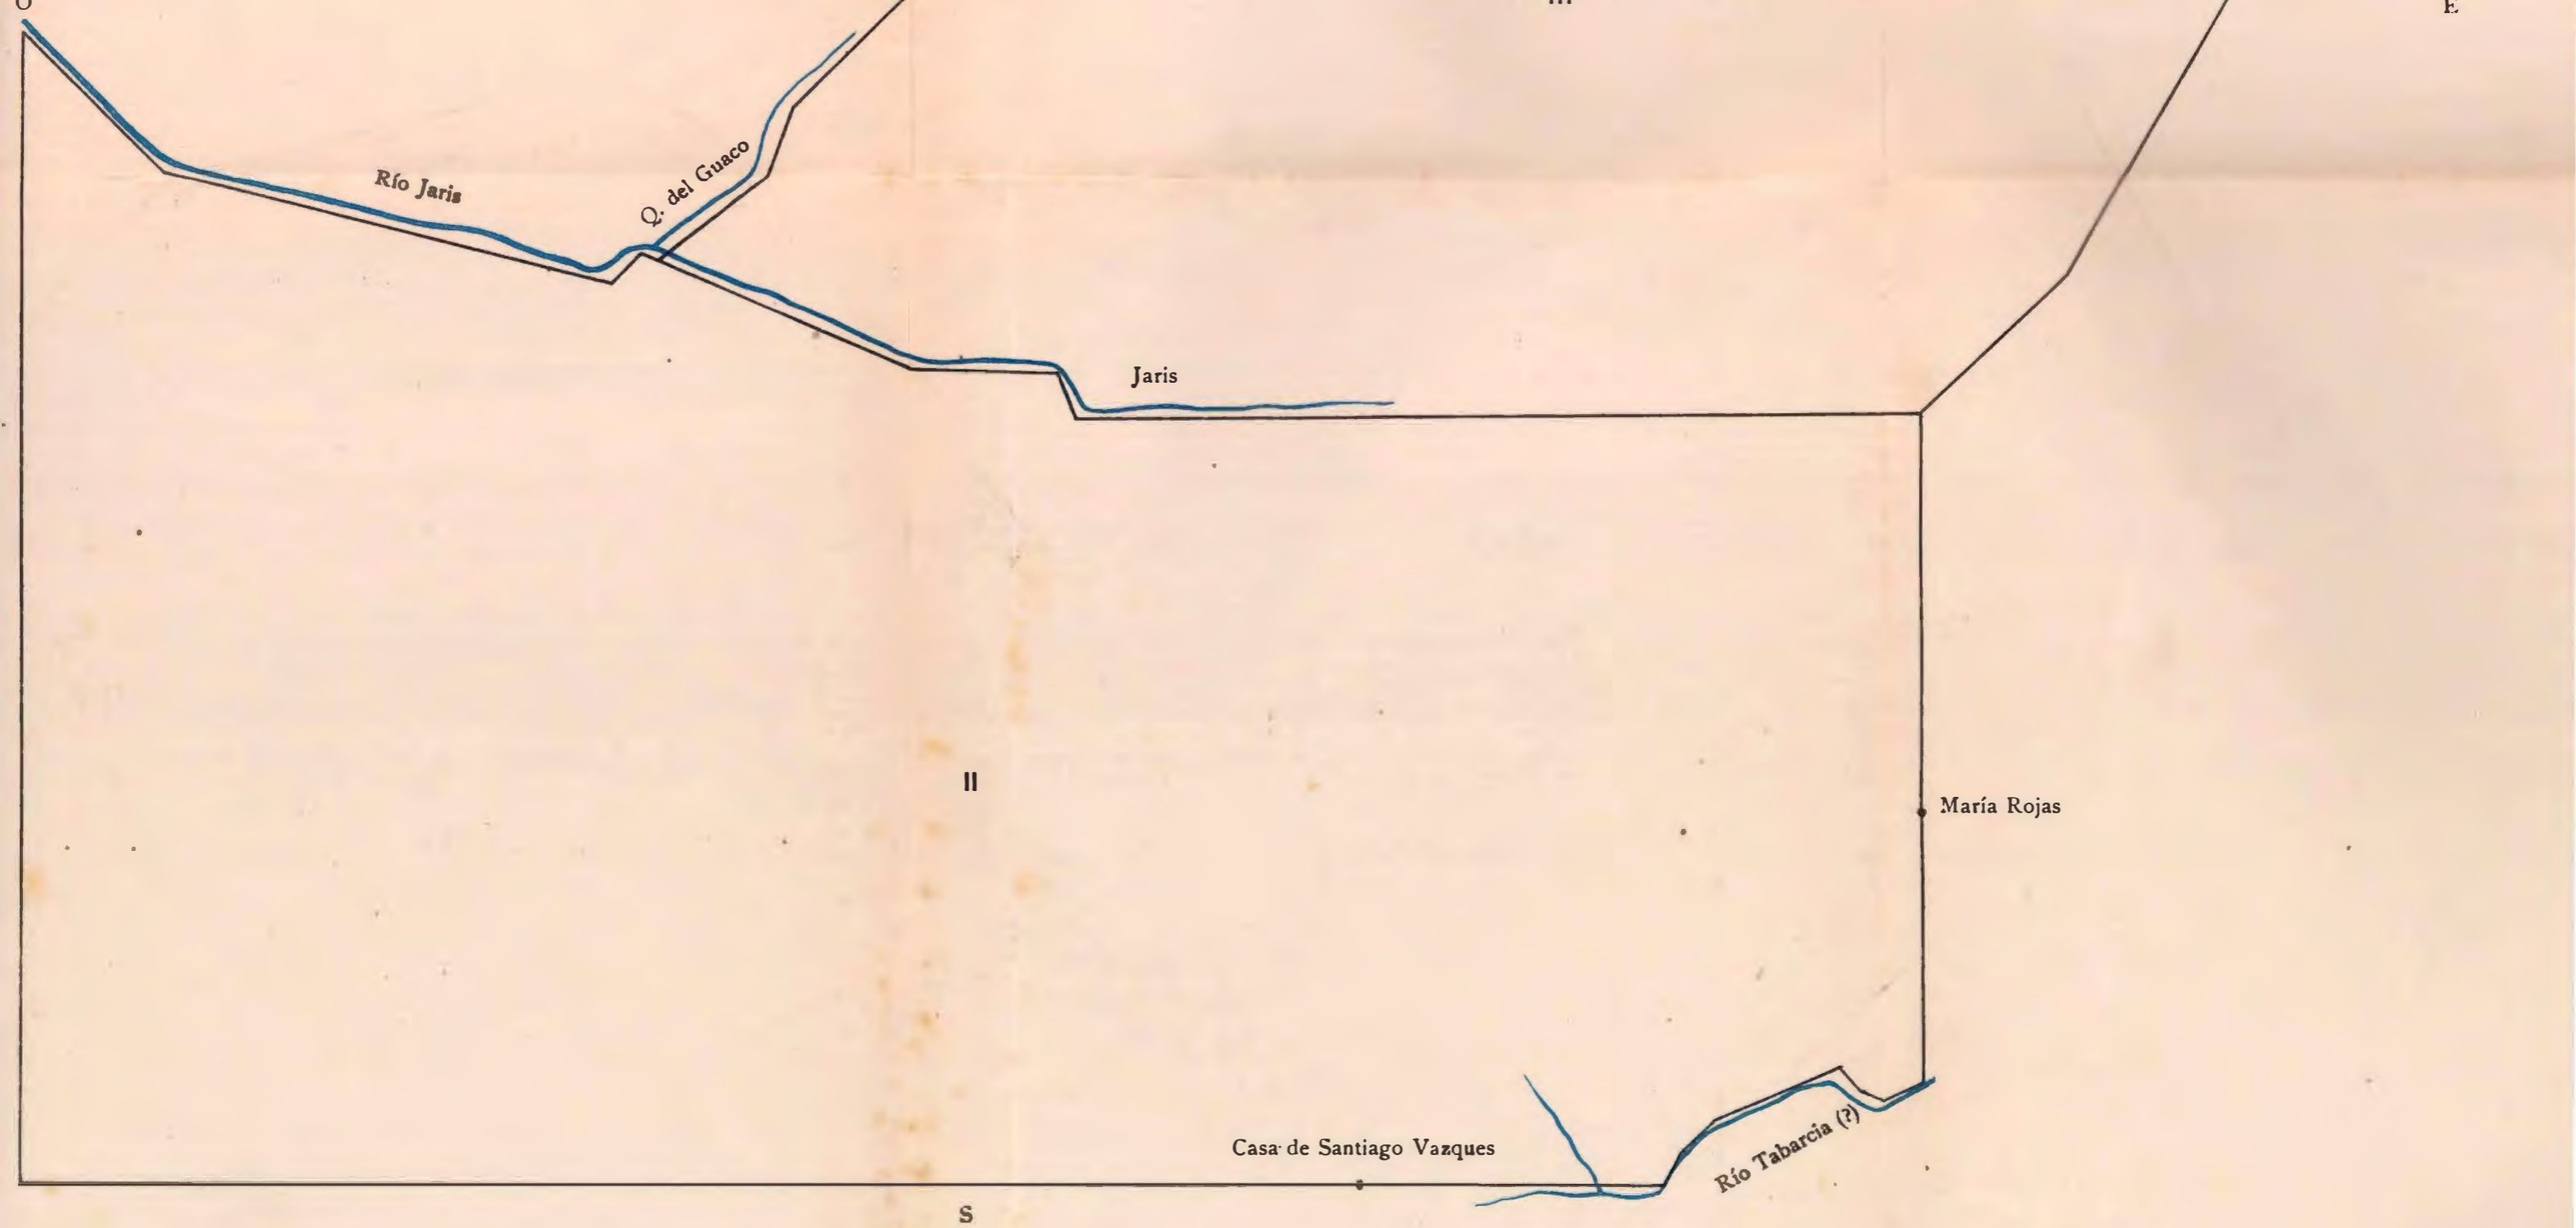 O
E
Río Jaris
Q. del Guaco
Jaris
II
María Rojas
Casa de Santiago Vazques
Río Tabarcia (?)
S